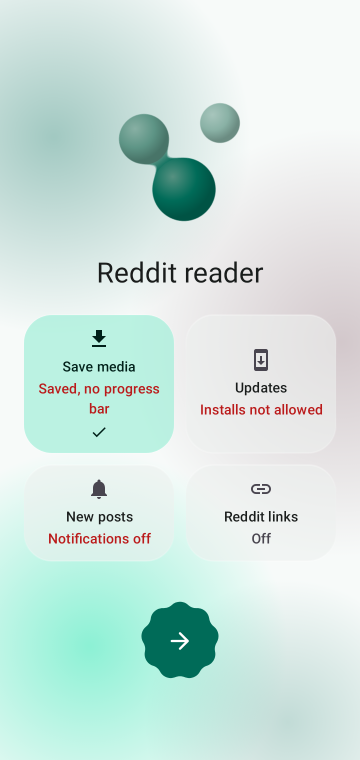 Reddit reader
Save media
Saved, no progress
bar
Updates
Installs not allowed
New posts
Notifications off
Reddit links
Off